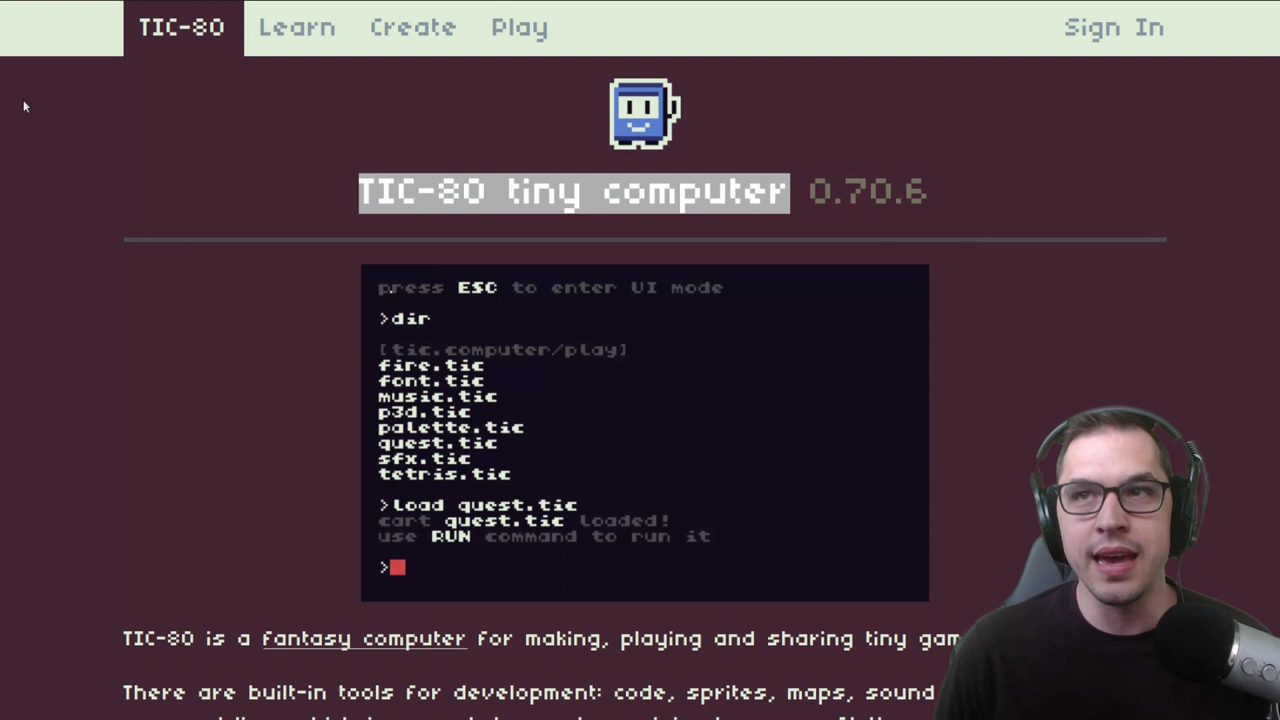 TIC-80 Learn Create Play Sign In
TIC-80 tiny computer 0.70.6
press ESC to enter UI mode
>dir
[tic.computer/play]
fire.tic
font.tic
music.tic
p3d.tic
palette.tic
quest.tic
sfx.tic
tetris.tic
>load quest.tic
cart quest.tic loaded!
use RUN command to run it
>
TIC-80 is a fantasy computer for making, playing and sharing tiny gam
There are built-in tools for development: code, sprites, maps, sound